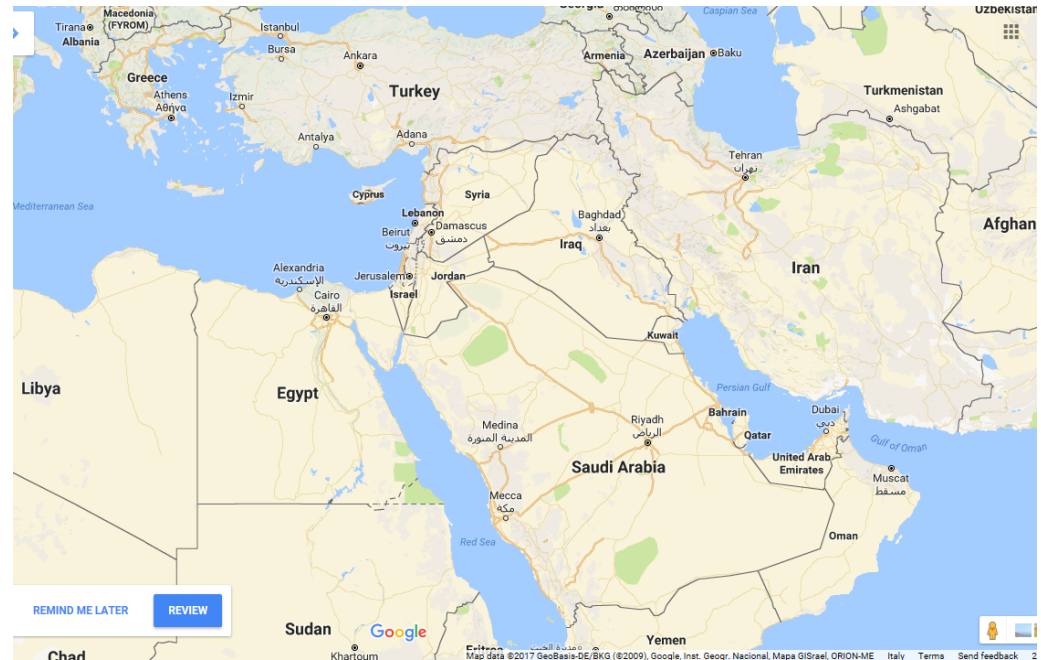 Macedonia
(FYROM)
Tirana
Albania
Istanbul
Bursa
Ankara
Greece
Athens
Αθήνα
Izmir
Turkey
Antalya
Adana
Armenia
Azerbaijan
Baku
Caspian Sea
Uzbekistan
Turkmenistan
Ashgabat
Tehran
تهران
Mediterranean Sea
Cyprus
Syria
Lebanon
Beirut
بيروت
Damascus
دمشق
Baghdad
بغداد
Iraq
Iran
Afghan
Alexandria
الإسكندرية
Jerusalem
Jordan
Israel
Cairo
القاهرة
Kuwait
Libya
Egypt
Persian Gulf
Medina
المدينة المنورة
Riyadh
الرياض
Bahrain
Qatar
Dubai
دبي
Gulf of Oman
Saudi Arabia
United Arab
Emirates
Muscat
مسقط
Mecca
مكة
Red Sea
Oman
REMIND ME LATER
REVIEW
Sudan
Google
Yemen
Chad
Khartoum
Map data ©2017 GeoBasis-DE/BKG (©2009), Google, Inst. Geogr. Nacional, Mapa GISrael, ORION-ME Italy Terms Send feedback 2